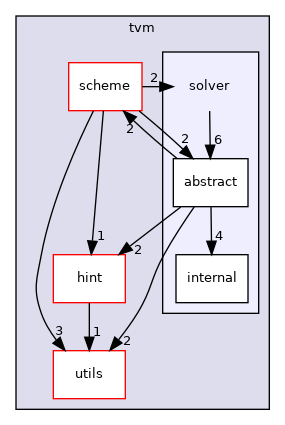 tvm
scheme
2
solver
2
2
6
abstract
1
2
4
hint
internal
3
1
2
utils